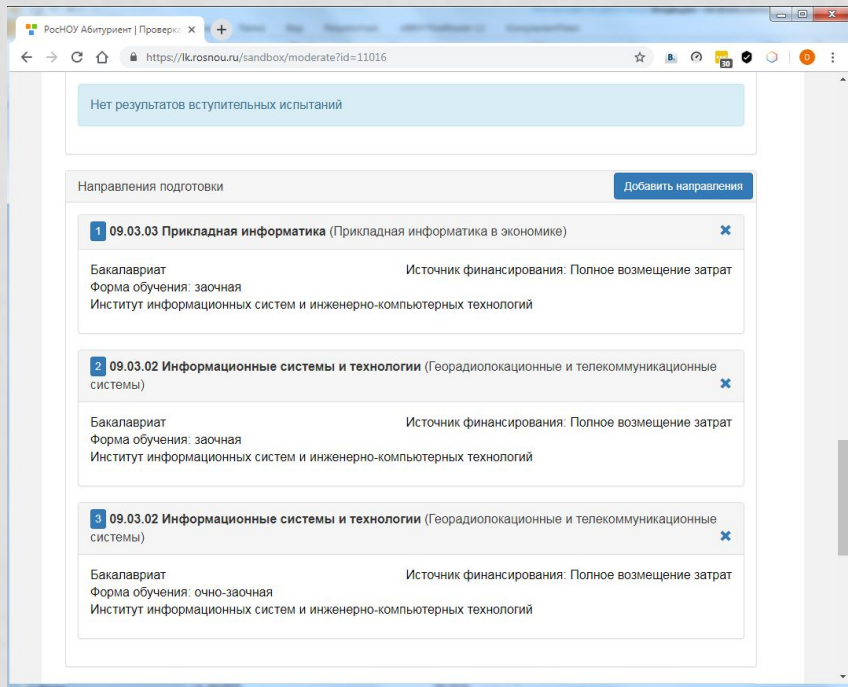 РосНОУ Абитуриент | Проверка
https://lk.rosnou.ru/sandbox/moderate?id=11016
B.
30
D
Нет результатов вступительных испытаний
Направления подготовки
Добавить направления
1 09.03.03 Прикладная информатика (Прикладная информатика в экономике)
Бакалавриат Источник финансирования: Полное возмещение затрат
Форма обучения: заочная
Институт информационных систем и инженерно-компьютерных технологий
2 09.03.02 Информационные системы и технологии (Георадиолокационные и телекоммуникационные
системы)
Бакалавриат Источник финансирования: Полное возмещение затрат
Форма обучения: заочная
Институт информационных систем и инженерно-компьютерных технологий
3 09.03.02 Информационные системы и технологии (Георадиолокационные и телекоммуникационные
системы)
Бакалавриат Источник финансирования: Полное возмещение затрат
Форма обучения: очно-заочная
Институт информационных систем и инженерно-компьютерных технологий